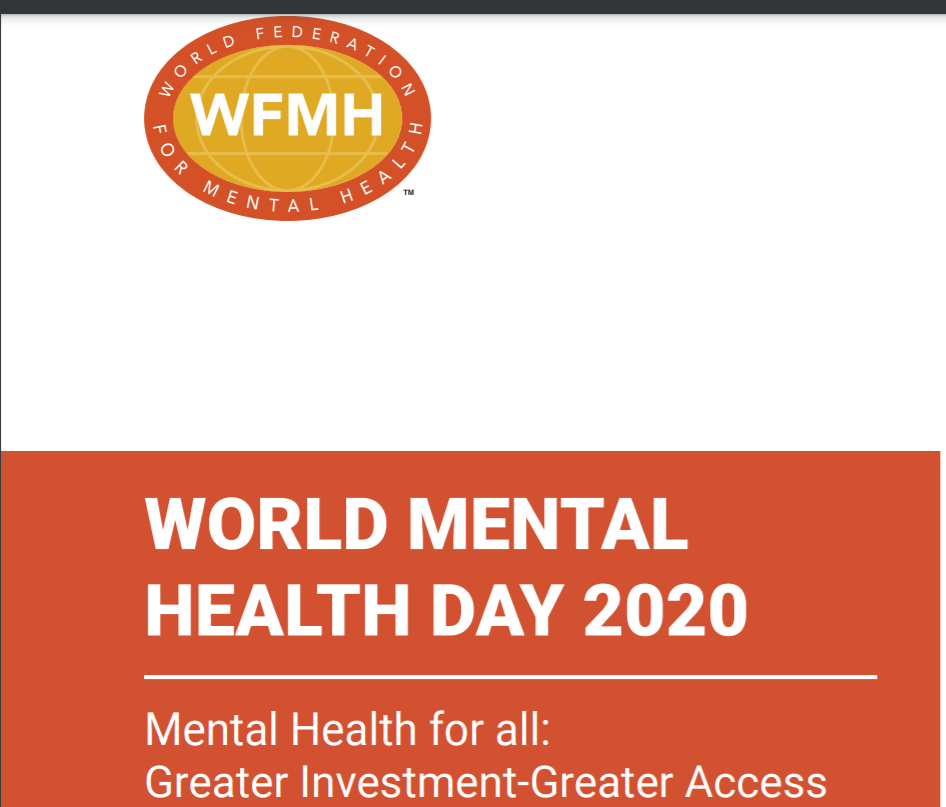 WORLD FEDERATION
WFMH
FOR MENTAL HEALTH
TM
WORLD MENTAL
HEALTH DAY 2020
Mental Health for all:
Greater Investment-Greater Access